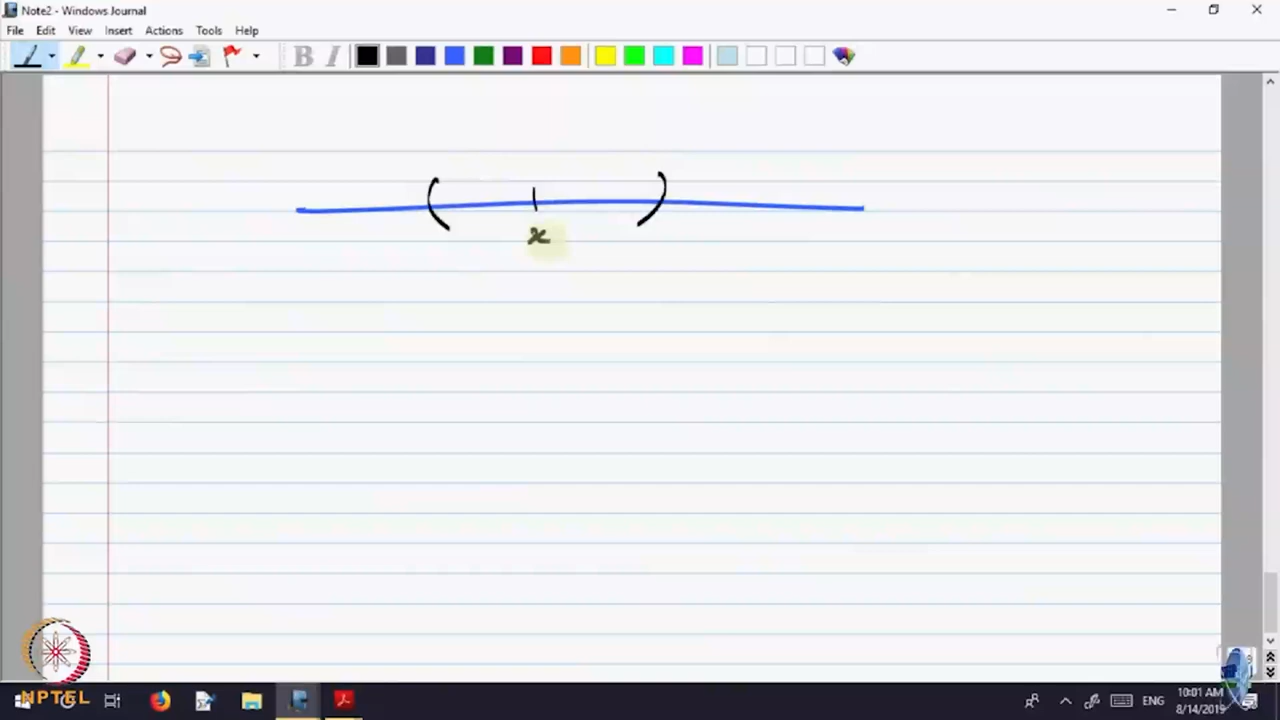 Note2 - Windows Journal
File Edit View Insert Actions Tools Help
B I
( x )
NPTEL
ENG
10:01 AM
8/14/2019